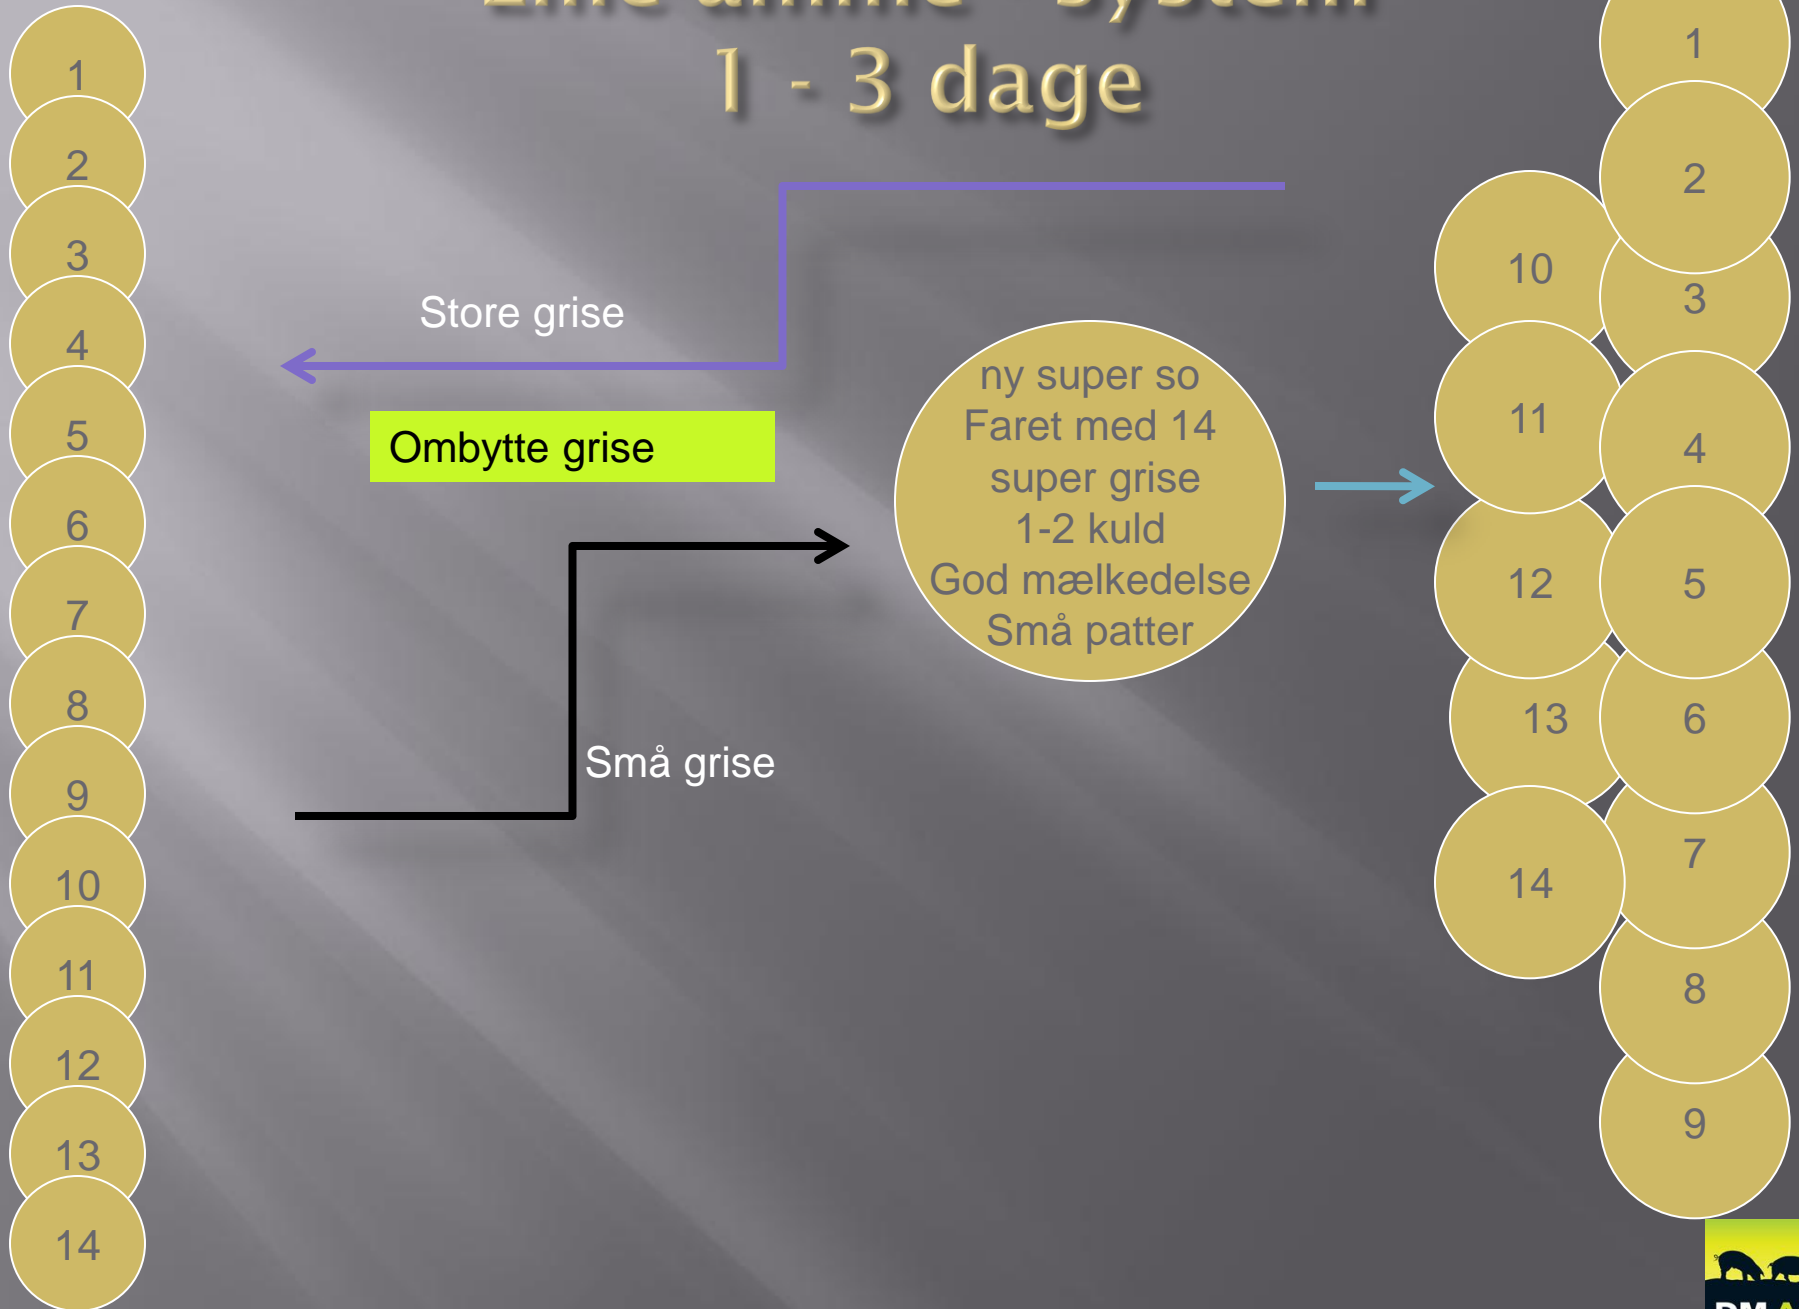 system
1 - 3 dage
1
2
3
4
5
6
7
8
9
10
11
12
13
14
Store grise
Ombytte grise
Små grise
ny super so
Faret med 14
super grise
1-2 kuld
God mælkedelse
Små patter
10
11
12
13
14
1
2
3
4
5
6
7
8
9